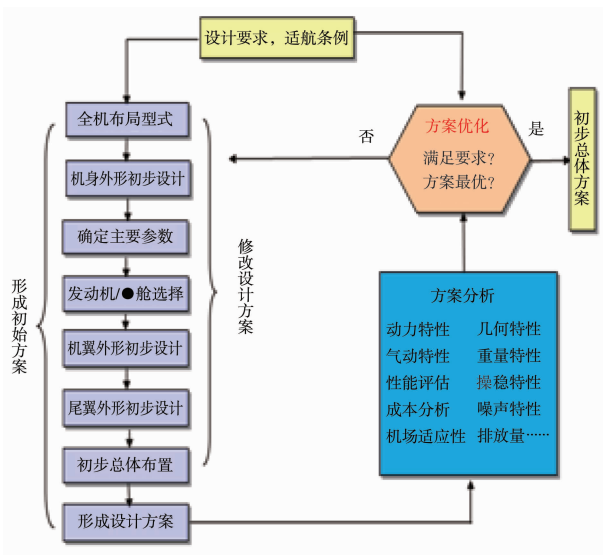 设计要求，适航条例
全机布局型式
机身外形初步设计
确定主要参数
发动机/●舱选择
机翼外形初步设计
尾翼外形初步设计
初步总体布置
形成设计方案
形成初始方案
修改设计方案
否
方案优化
满足要求？
方案最优？
是
初步总体方案
方案分析
动力特性 几何特性
气动特性 重量特性
性能评估 操稳特性
成本分析 噪声特性
机场适应性 排放量……